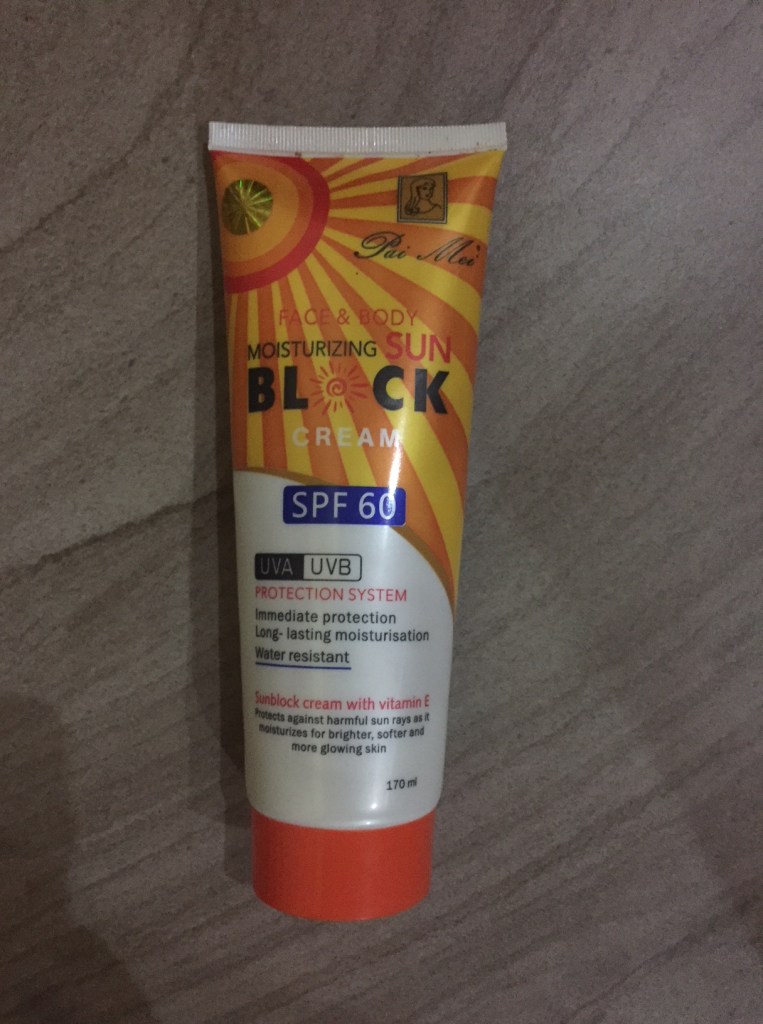 Pai Mei
FACE & BODY
MOISTURIZING SUN
BLOCK
CREAM
SPF 60
UVA UVB
PROTECTION SYSTEM
Immediate protection
Long- lasting moisturisation
Water resistant
Sunblock cream with vitamin E
Protects against harmful sun rays as it
moisturizes for brighter, softer and
more glowing skin
170 ml